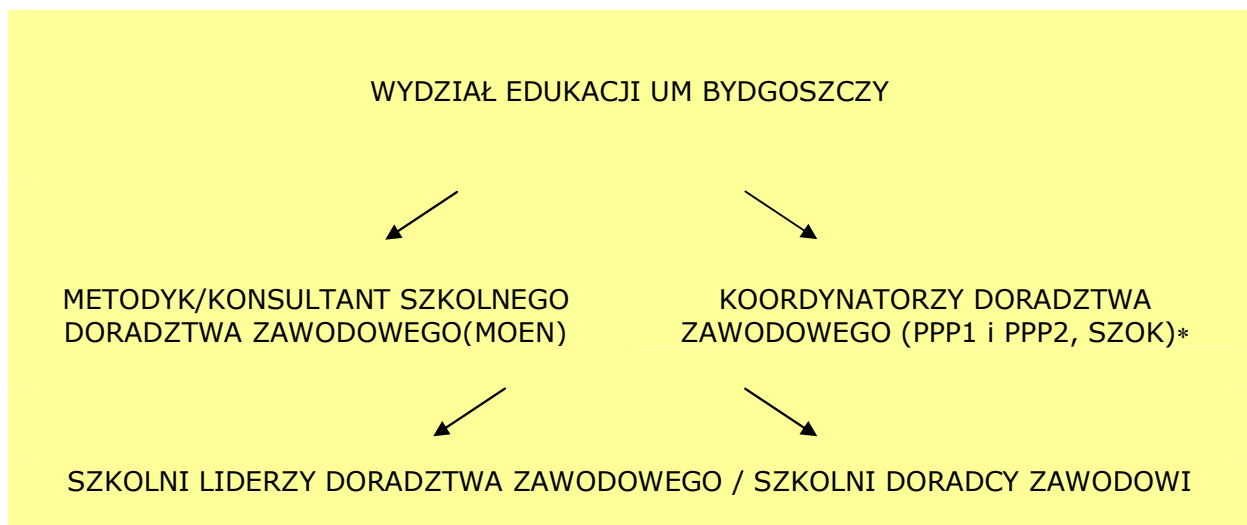 WYDZIAŁ EDUKACJI UM BYDGOSZCZY
METODYK/KONSULTANT SZKOLNEGO
DORADZTWA ZAWODOWEGO(MOEN)
KOORDYNATORZY DORADZTWA
ZAWODOWEGO (PPP1 i PPP2, SZOK)*
SZKOLNI LIDERZY DORADZTWA ZAWODOWEGO / SZKOLNI DORADCY ZAWODOWI